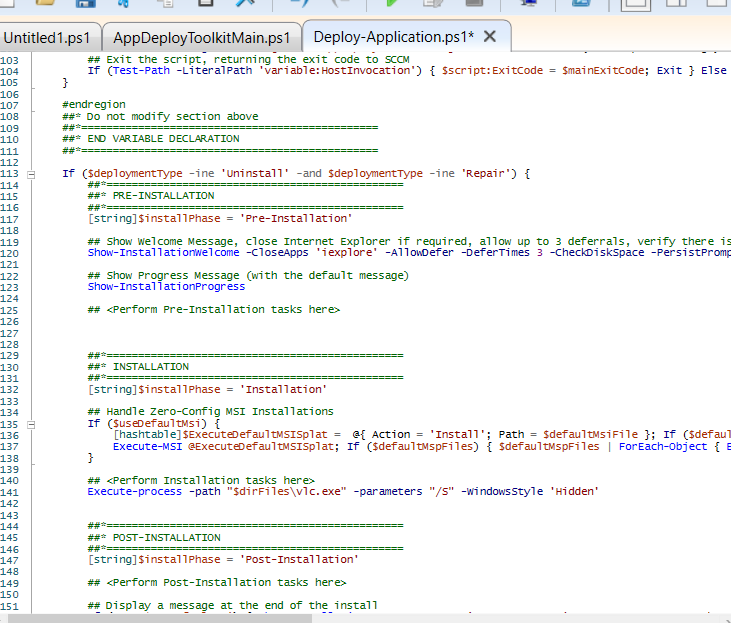 Untitled1.ps1 AppDeployToolkitMain.ps1 Deploy-Application.ps1* X
103 ## Exit the script, returning the exit code to SCCM
104 If (Test-Path -LiteralPath 'variable:HostInvocation') { $script:ExitCode = $mainExitCode; Exit } Else
105 }
106
107 #endregion
108 ##* Do not modify section above
109 ##*===============================================
110 ##* END VARIABLE DECLARATION
111 ##*===============================================
112
113 If ($deploymentType -ine 'Uninstall' -and $deploymentType -ine 'Repair') {
114 ##*===============================================
115 ##* PRE-INSTALLATION
116 ##*===============================================
117 [string]$installPhase = 'Pre-Installation'
118
119 ## Show Welcome Message, close Internet Explorer if required, allow up to 3 deferrals, verify there is
120 Show-InstallationWelcome -CloseApps 'iexplore' -AllowDefer -DeferTimes 3 -CheckDiskSpace -PersistPromp
121
122 ## Show Progress Message (with the default message)
123 Show-InstallationProgress
124
125 ## <Perform Pre-Installation tasks here>
126
127
128
129 ##*===============================================
130 ##* INSTALLATION
131 ##*===============================================
132 [string]$installPhase = 'Installation'
133
134 ## Handle Zero-Config MSI Installations
135 If ($useDefaultMsi) {
136 [hashtable]$ExecuteDefaultMSISplat = @{ Action = 'Install'; Path = $defaultMsiFile }; If ($defaul
137 Execute-MSI @ExecuteDefaultMSISplat; If ($defaultMspFiles) { $defaultMspFiles | ForEach-Object { E
138 }
139
140 ## <Perform Installation tasks here>
141 Execute-process -path "$dirFiles\vlc.exe" -parameters "/S" -WindowsStyle 'Hidden'
142
143
144 ##*===============================================
145 ##* POST-INSTALLATION
146 ##*===============================================
147 [string]$installPhase = 'Post-Installation'
148
149 ## <Perform Post-Installation tasks here>
150
151 ## Display a message at the end of the install